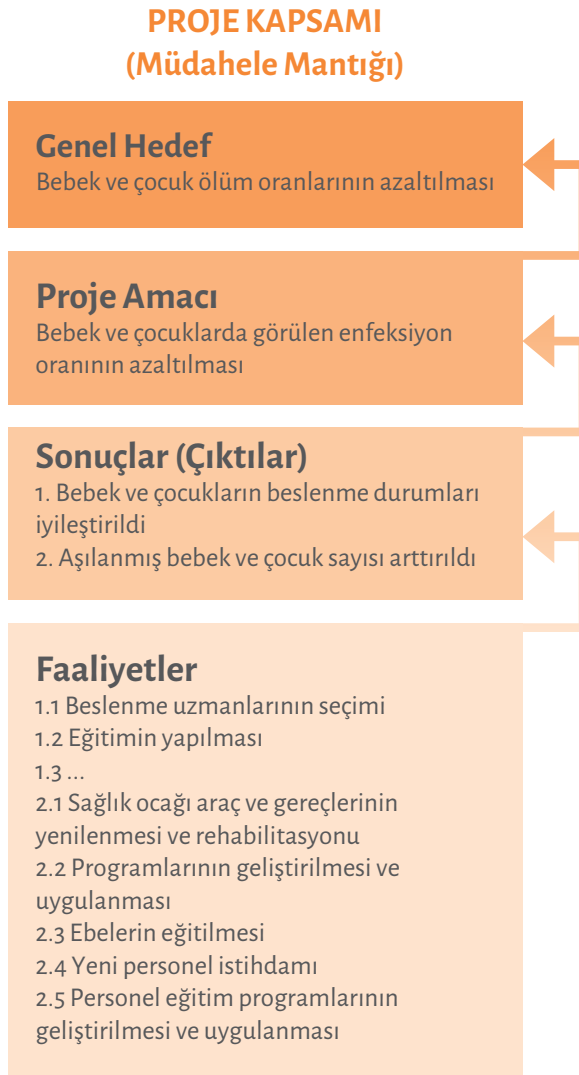 PROJE KAPSAMI
(Müdahele Mantığı)
Genel Hedef
Bebek ve çocuk ölüm oranlarının azaltılması
Proje Amacı
Bebek ve çocuklarda görülen enfeksiyon
oranının azaltılması
Sonuçlar (Çıktılar)
1. Bebek ve çocukların beslenme durumları
iyileştirildi
2. Aşılanmış bebek ve çocuk sayısı arttırıldı
Faaliyetler
1.1 Beslenme uzmanlarının seçimi
1.2 Eğitimin yapılması
1.3 ...
2.1 Sağlık ocağı araç ve gereçlerinin
yenilenmesi ve rehabilitasyonu
2.2 Programlarının geliştirilmesi ve
uygulanması
2.3 Ebelerin eğitilmesi
2.4 Yeni personel istihdamı
2.5 Personel eğitim programlarının
geliştirilmesi ve uygulanması